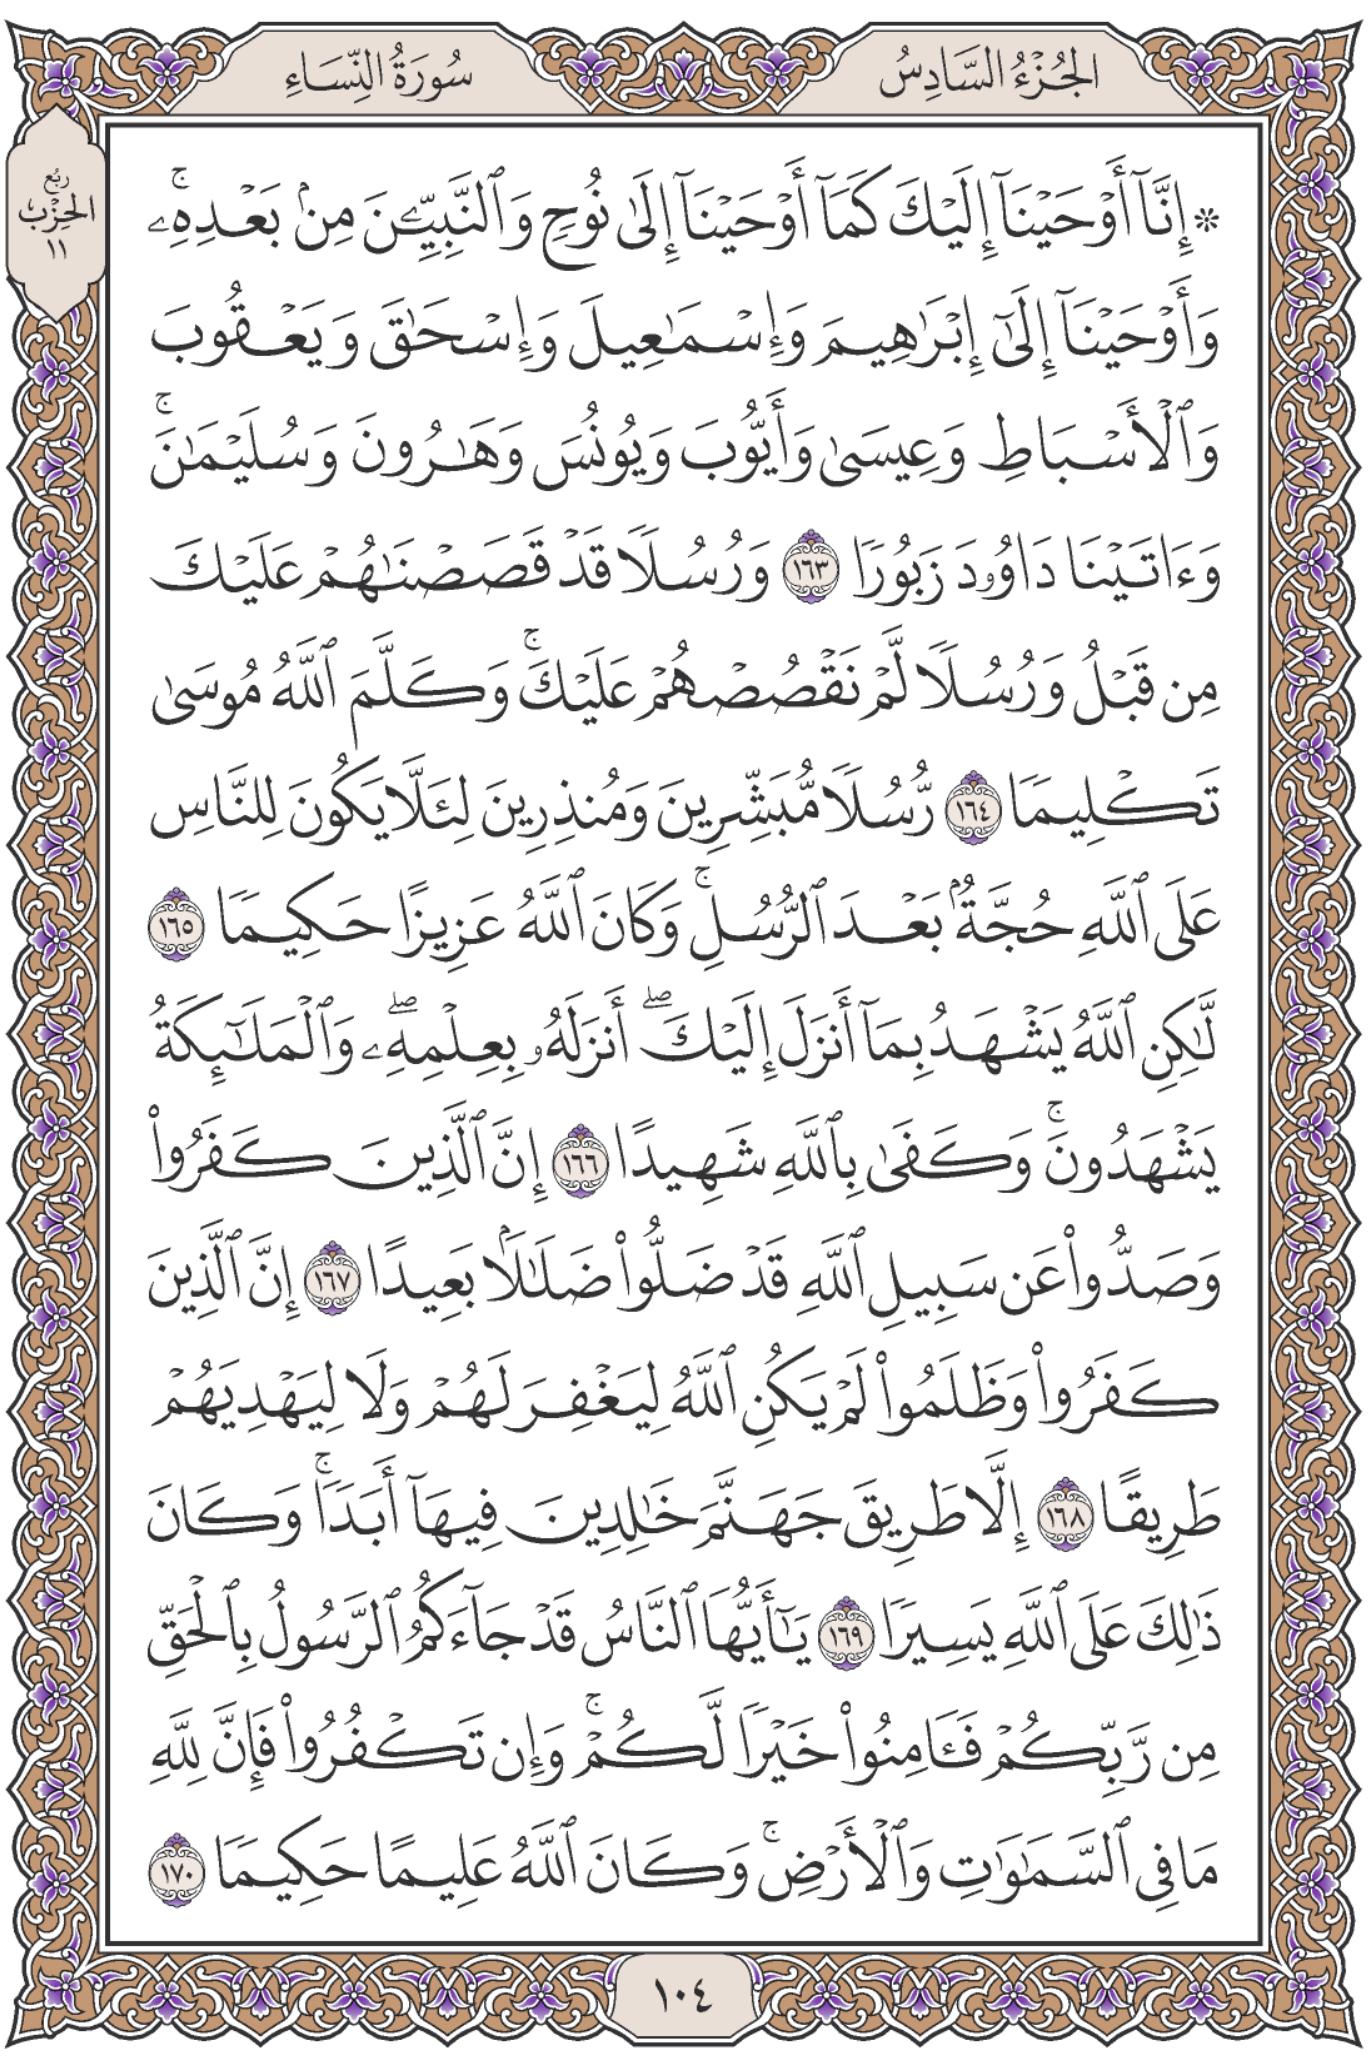 الجُزْءُ السَّادِسُ
سُورَةُ النِّسَاءِ
رُبُع
الحِزْب
١١
۞ إِنَّآ أَوْحَيْنَآ إِلَيْكَ كَمَآ أَوْحَيْنَآ إِلَىٰ نُوحٍ وَٱلنَّبِيِّـۧنَ مِنۢ بَعْدِهِۦۚ
وَأَوْحَيْنَآ إِلَىٰٓ إِبْرَٰهِيمَ وَإِسْمَٰعِيلَ وَإِسْحَٰقَ وَيَعْقُوبَ
وَٱلْأَسْبَاطِ وَعِيسَىٰ وَأَيُّوبَ وَيُونُسَ وَهَٰرُونَ وَسُلَيْمَٰنَۚ
وَءَاتَيْنَا دَاوُۥدَ زَبُورًا ١٦٣ وَرُسُلًا قَدْ قَصَصْنَٰهُمْ عَلَيْكَ
مِن قَبْلُ وَرُسُلًا لَّمْ نَقْصُصْهُمْ عَلَيْكَۚ وَكَلَّمَ ٱللَّهُ مُوسَىٰ
تَكْلِيمًا ١٦٤ رُّسُلًا مُّبَشِّرِينَ وَمُنذِرِينَ لِئَلَّا يَكُونَ لِلنَّاسِ
عَلَى ٱللَّهِ حُجَّةٌۢ بَعْدَ ٱلرُّسُلِۚ وَكَانَ ٱللَّهُ عَزِيزًا حَكِيمًا ١٦٥
لَّٰكِنِ ٱللَّهُ يَشْهَدُ بِمَآ أَنزَلَ إِلَيْكَۖ أَنزَلَهُۥ بِعِلْمِهِۦۖ وَٱلْمَلَٰٓئِكَةُ
يَشْهَدُونَۚ وَكَفَىٰ بِٱللَّهِ شَهِيدًا ١٦٦ إِنَّ ٱلَّذِينَ كَفَرُوا۟
وَصَدُّوا۟ عَن سَبِيلِ ٱللَّهِ قَدْ ضَلُّوا۟ ضَلَٰلًۢا بَعِيدًا ١٦٧ إِنَّ ٱلَّذِينَ
كَفَرُوا۟ وَظَلَمُوا۟ لَمْ يَكُنِ ٱللَّهُ لِيَغْفِرَ لَهُمْ وَلَا لِيَهْدِيَهُمْ
طَرِيقًا ١٦٨ إِلَّا طَرِيقَ جَهَنَّمَ خَٰلِدِينَ فِيهَآ أَبَدًاۚ وَكَانَ
ذَٰلِكَ عَلَى ٱللَّهِ يَسِيرًا ١٦٩ يَٰٓأَيُّهَا ٱلنَّاسُ قَدْ جَآءَكُمُ ٱلرَّسُولُ بِٱلْحَقِّ
مِن رَّبِّكُمْ فَـَٔامِنُوا۟ خَيْرًا لَّكُمْۚ وَإِن تَكْفُرُوا۟ فَإِنَّ لِلَّهِ
مَا فِى ٱلسَّمَٰوَٰتِ وَٱلْأَرْضِۚ وَكَانَ ٱللَّهُ عَلِيمًا حَكِيمًا ١٧٠
١٠٤